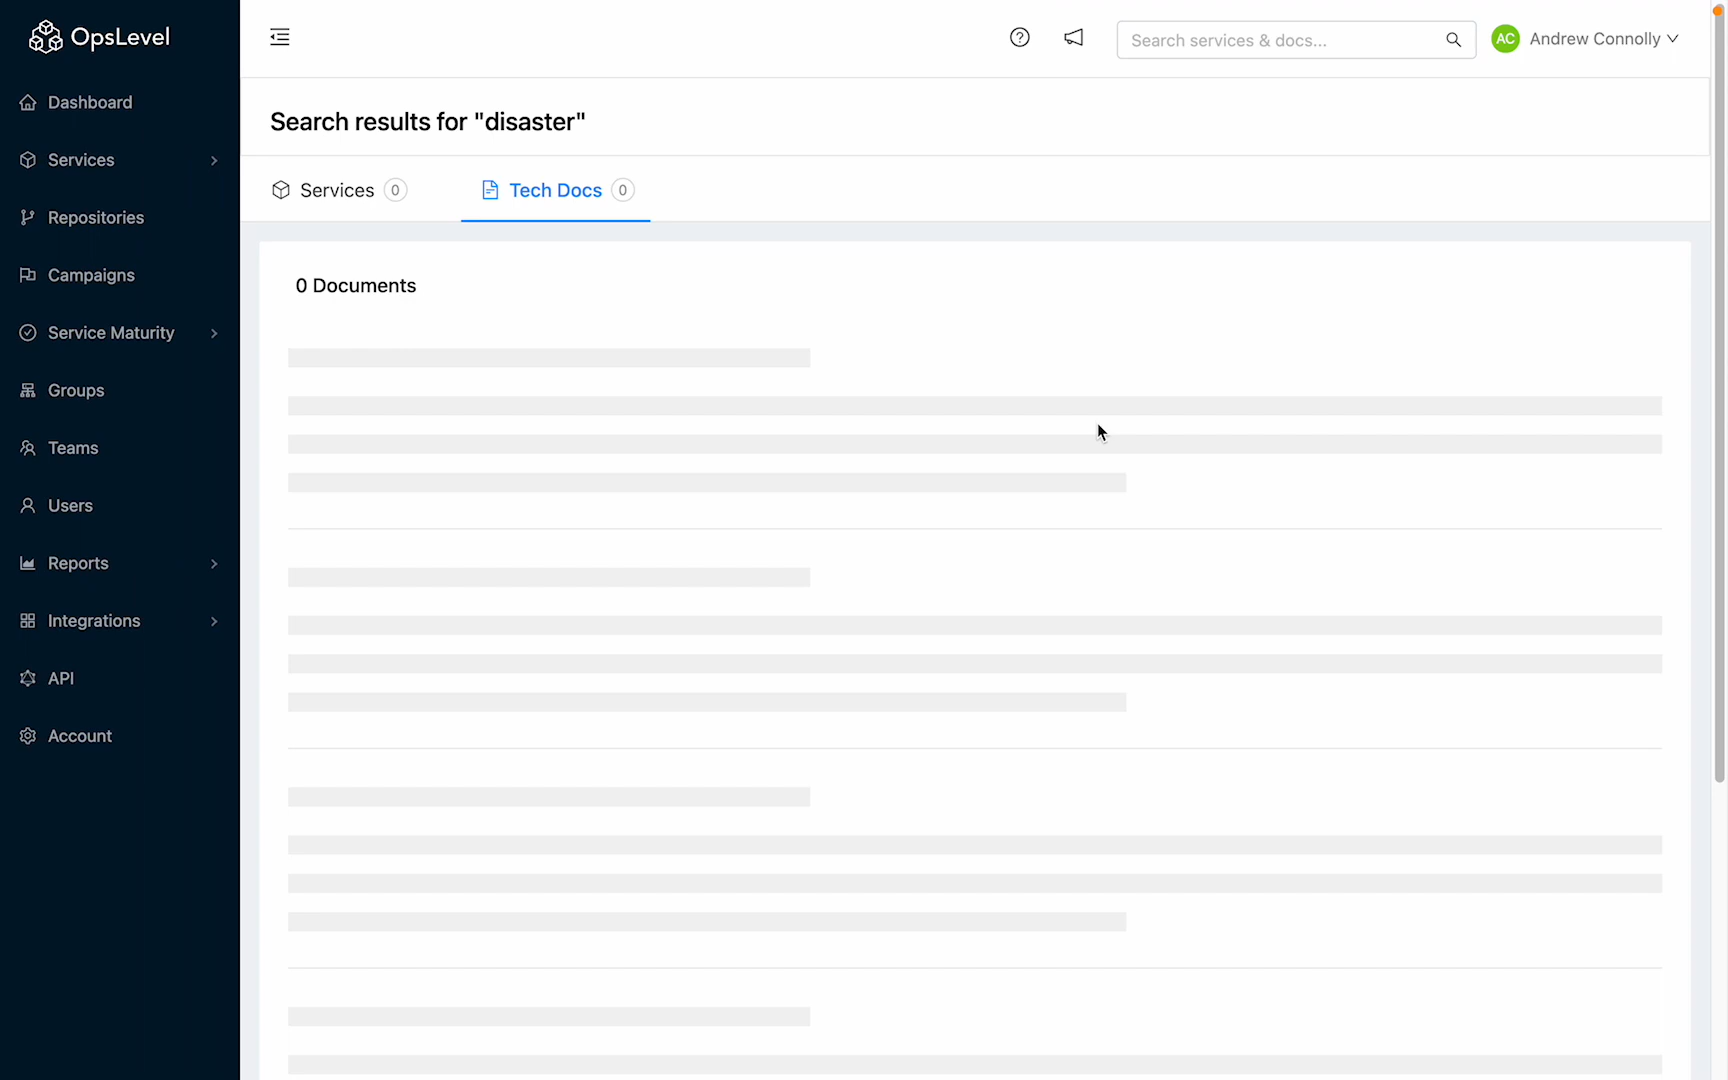 OpsLevel
Search services & docs...
AC
Andrew Connolly
Dashboard
Services
Repositories
Campaigns
Service Maturity
Groups
Teams
Users
Reports
Integrations
API
Account
Search results for "disaster"
Services 0
Tech Docs 0
0 Documents